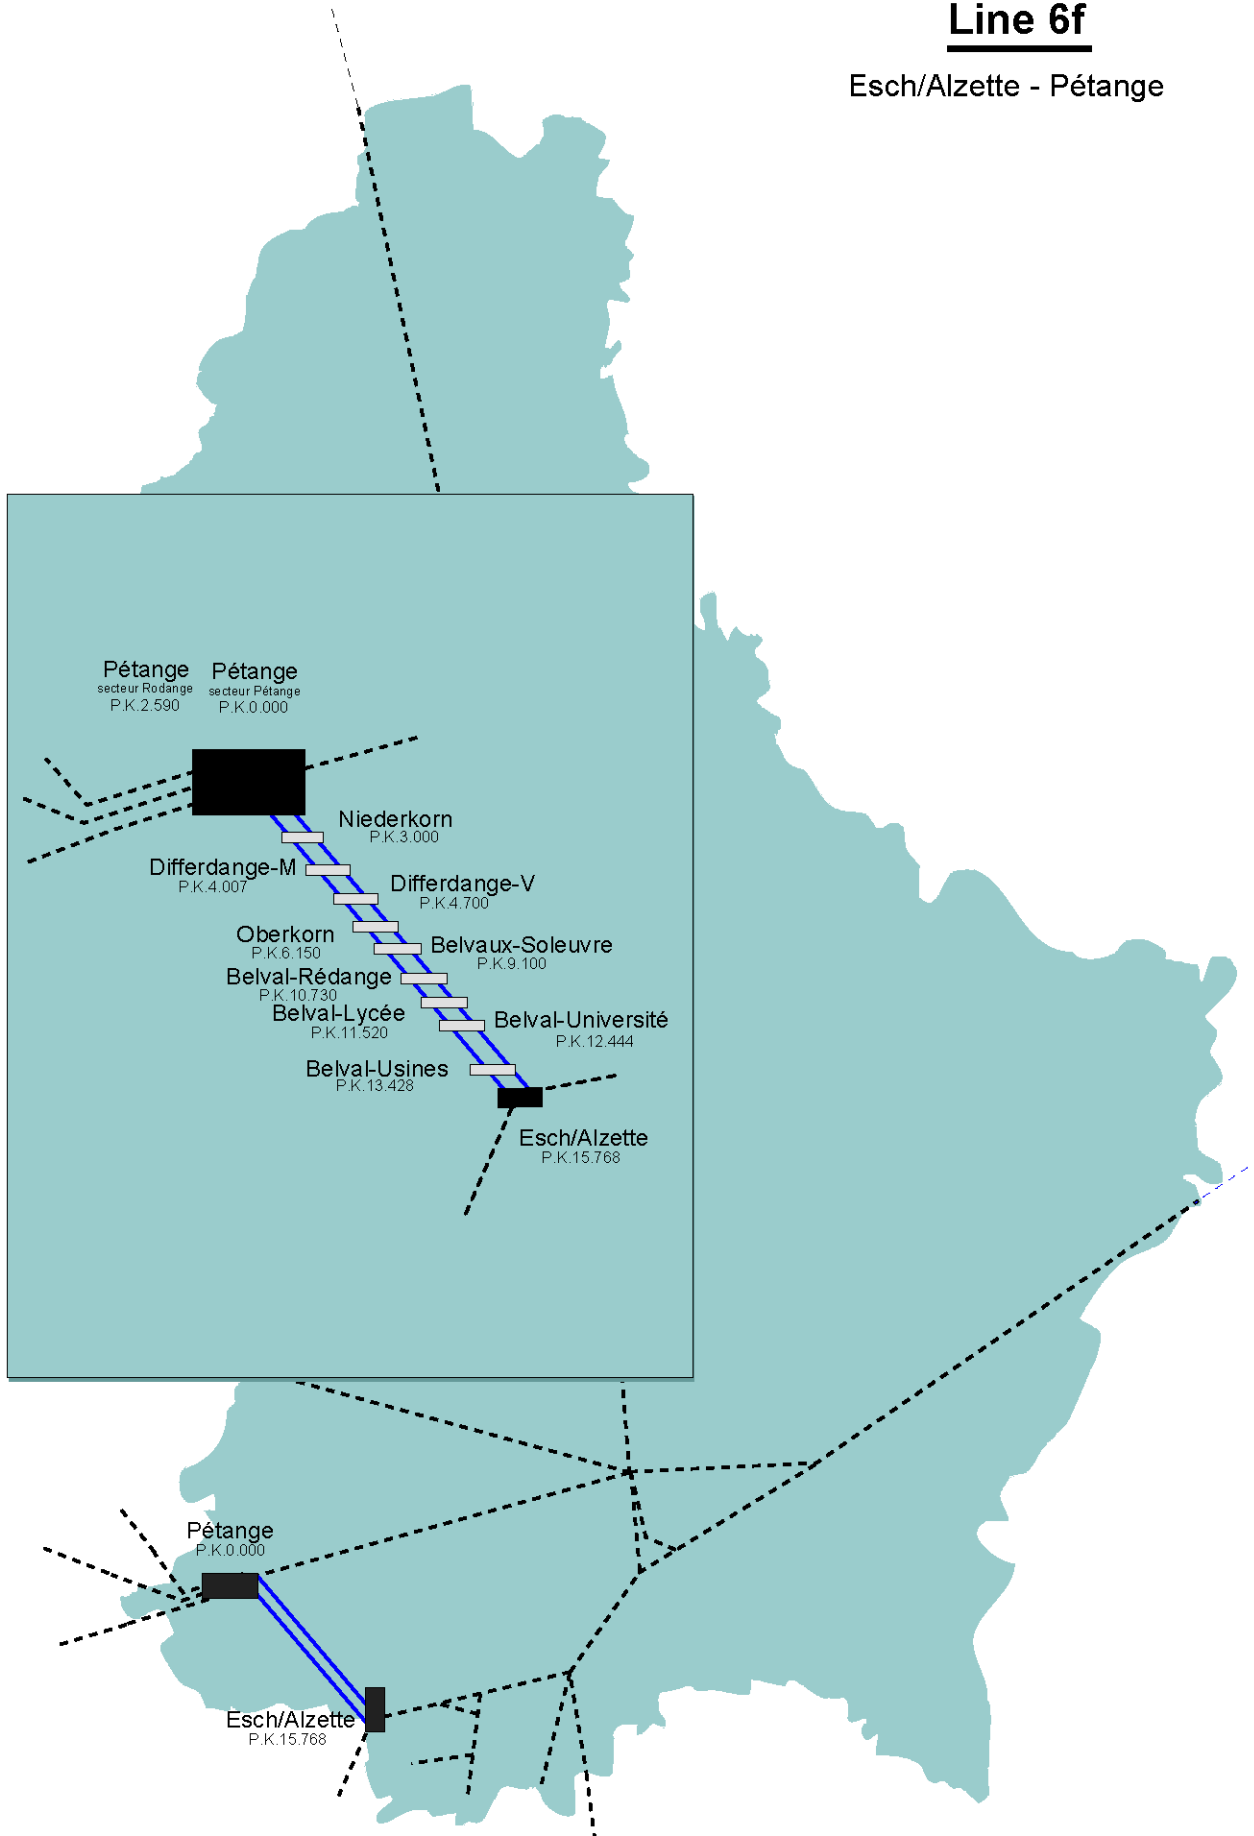 Line 6f
Esch/Alzette - Pétange
Pétange
secteur Rodange
P.K.2.590
Pétange
secteur Pétange
P.K.0.000
Niederkorn
P.K.3.000
Differdange-M
P.K.4.007
Differdange-V
P.K.4.700
Oberkorn
P.K.6.150
Belvaux-Soleuvre
P.K.9.100
Belval-Rédange
P.K.10.730
Belval-Lycée
P.K.11.520
Belval-Université
P.K.12.444
Belval-Usines
P.K.13.428
Esch/Alzette
P.K.15.768
Pétange
P.K.0.000
Esch/Alzette
P.K.15.768